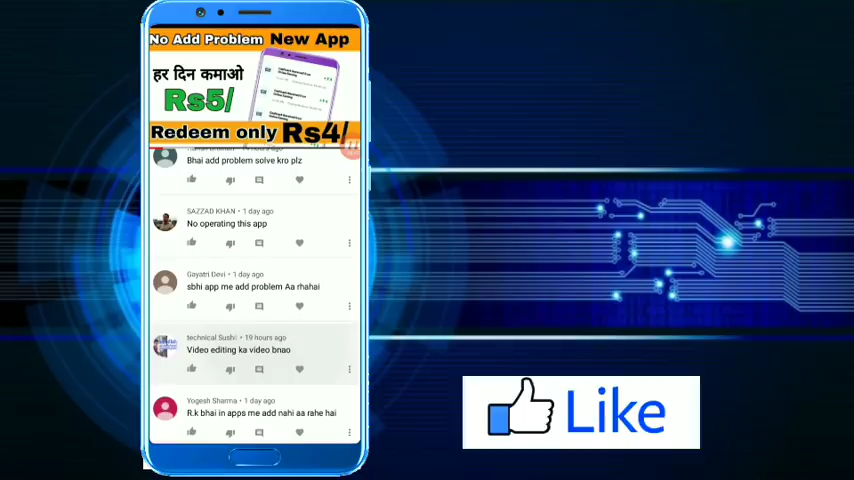 No Add Problem New App
हर दिन कमाओ
Rs5/
Redeem only Rs4/
Bhai add problem solve kro plz
SAZZAD KHAN • 1 day ago
No operating this app
Gayatri Devi • 1 day ago
sbhi app me add problem Aa rhahai
technical Sushil • 19 hours ago
Video editing ka video bnao
Yogesh Sharma • 1 day ago
R.k bhai in apps me add nahi aa rahe hai
Like